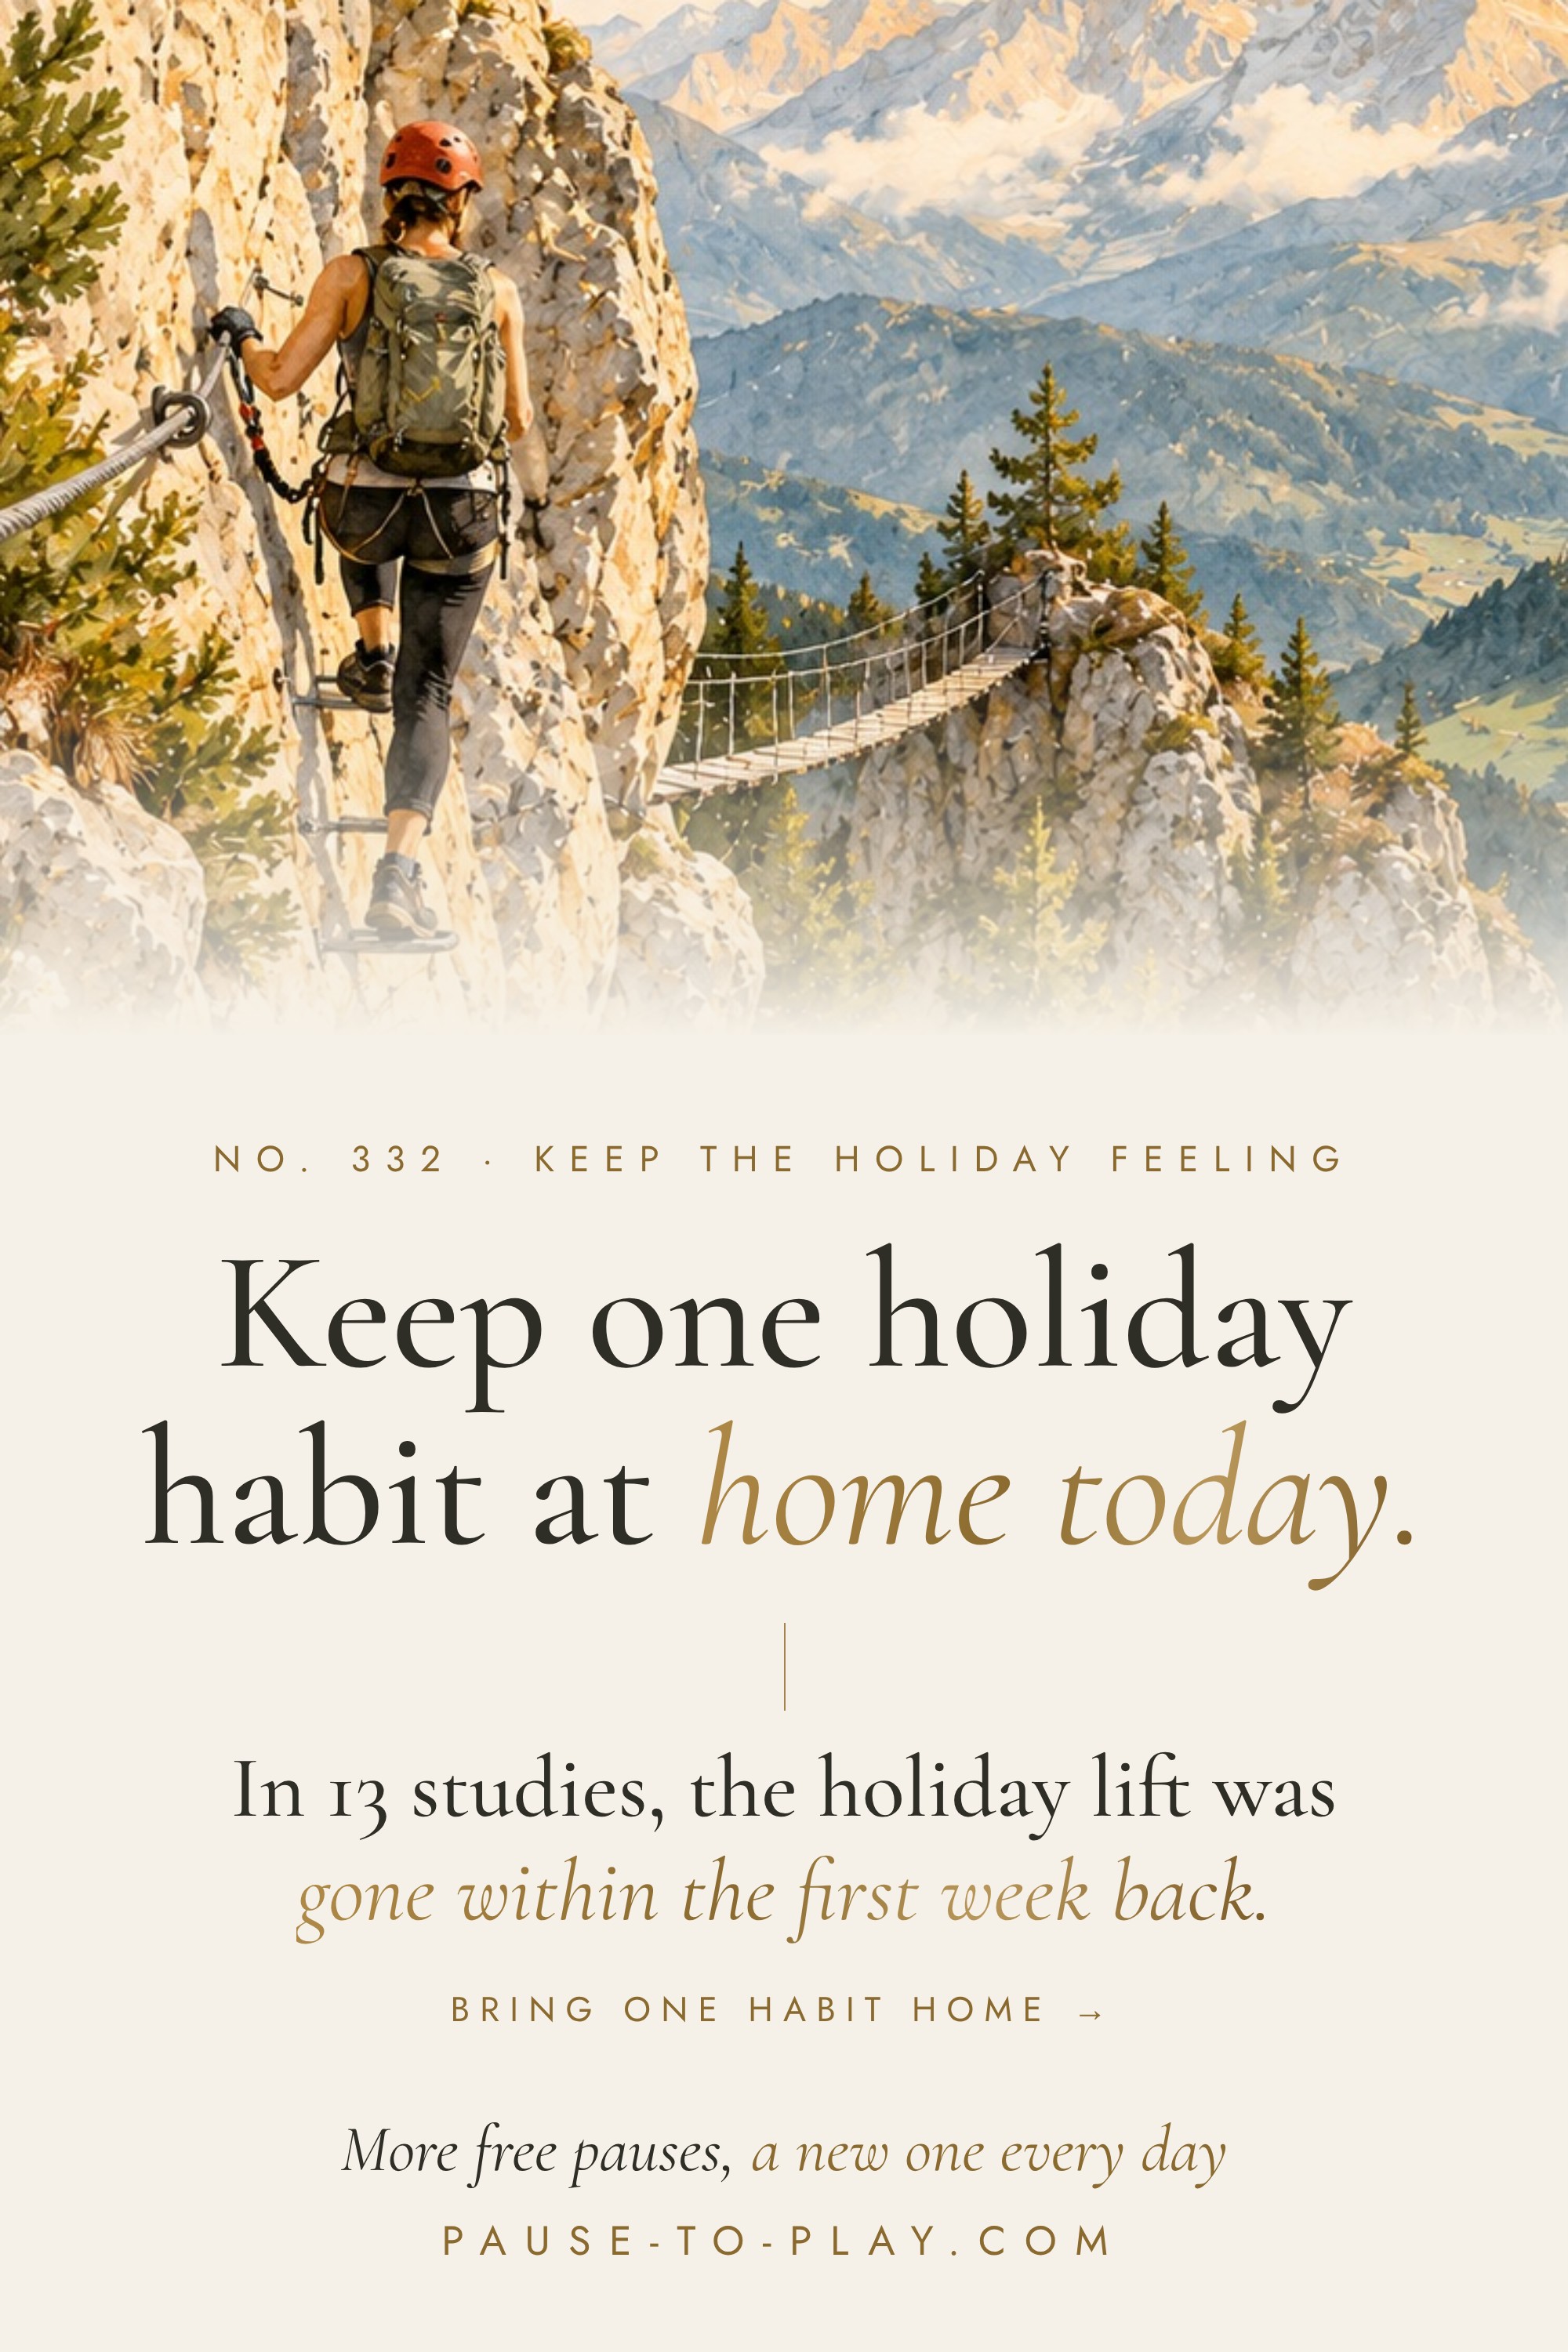 NO. 332 · KEEP THE HOLIDAY FEELING
Keep one holiday
habit at home today.
In 13 studies, the holiday lift was
gone within the first week back.
BRING ONE HABIT HOME →
More free pauses, a new one every day
PAUSE-TO-PLAY.COM